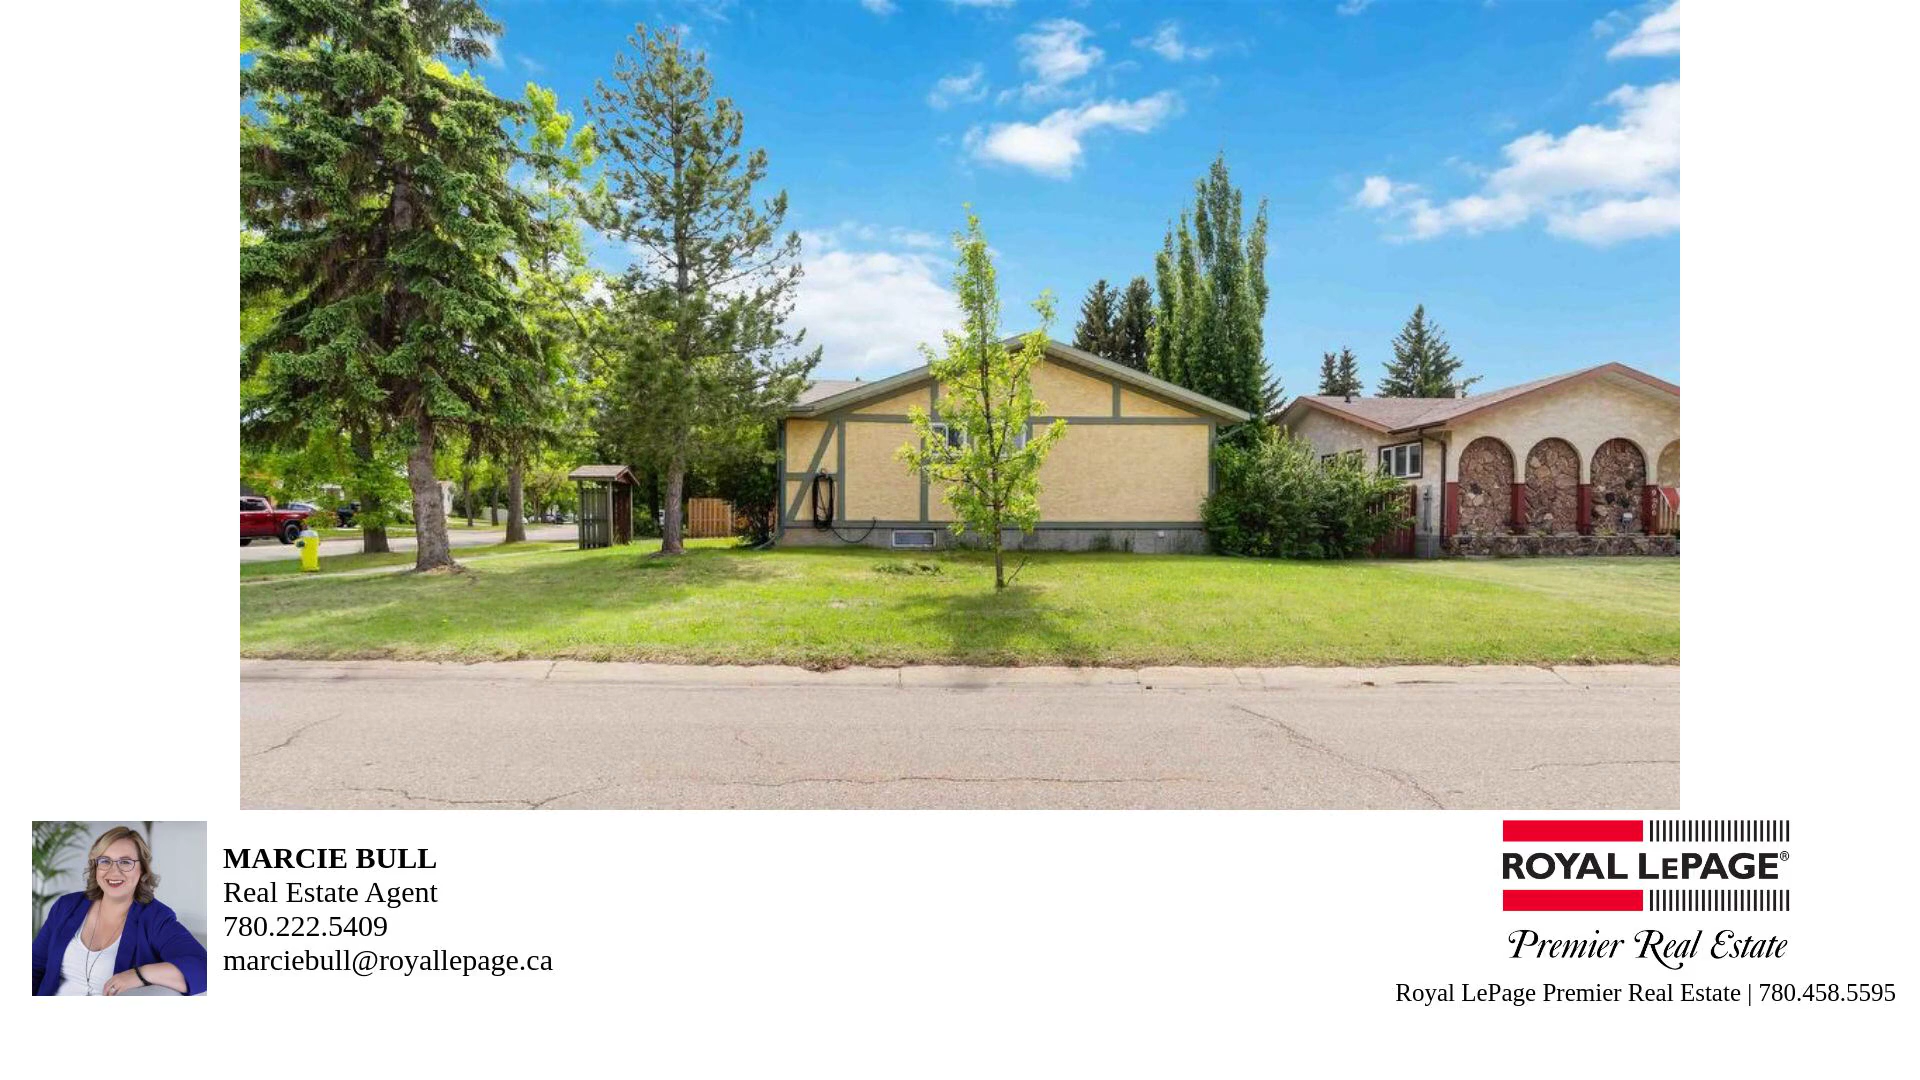 MARCIE BULL
Real Estate Agent
780.222.5409
marciebull@royallepage.ca
ROYAL LEPAGE®
Premier Real Estate
Royal LePage Premier Real Estate | 780.458.5595